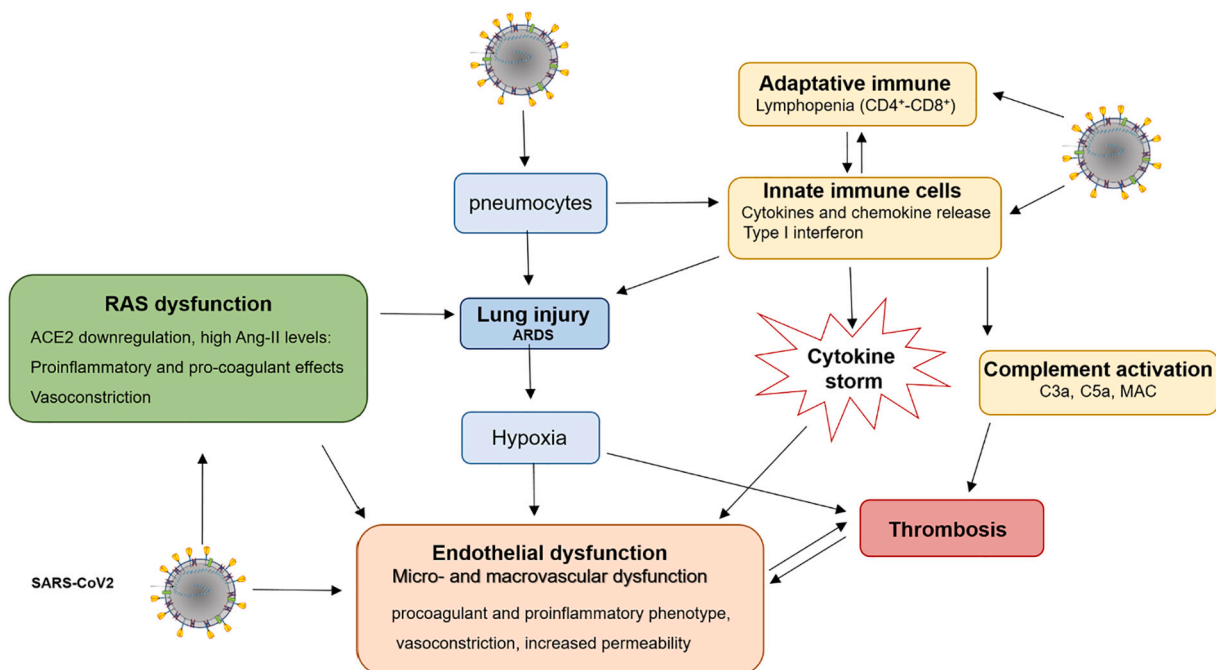 Adaptative immune
Lymphopenia (CD4⁺-CD8⁺)
pneumocytes
Innate immune cells
Cytokines and chemokine release
Type I interferon
RAS dysfunction
ACE2 downregulation, high Ang-II levels:
Proinflammatory and pro-coagulant effects
Vasoconstriction
Lung injury
ARDS
Cytokine
storm
Complement activation
C3a, C5a, MAC
Hypoxia
Thrombosis
Endothelial dysfunction
Micro- and macrovascular dysfunction
procoagulant and proinflammatory phenotype,
vasoconstriction, increased permeability
SARS-CoV2